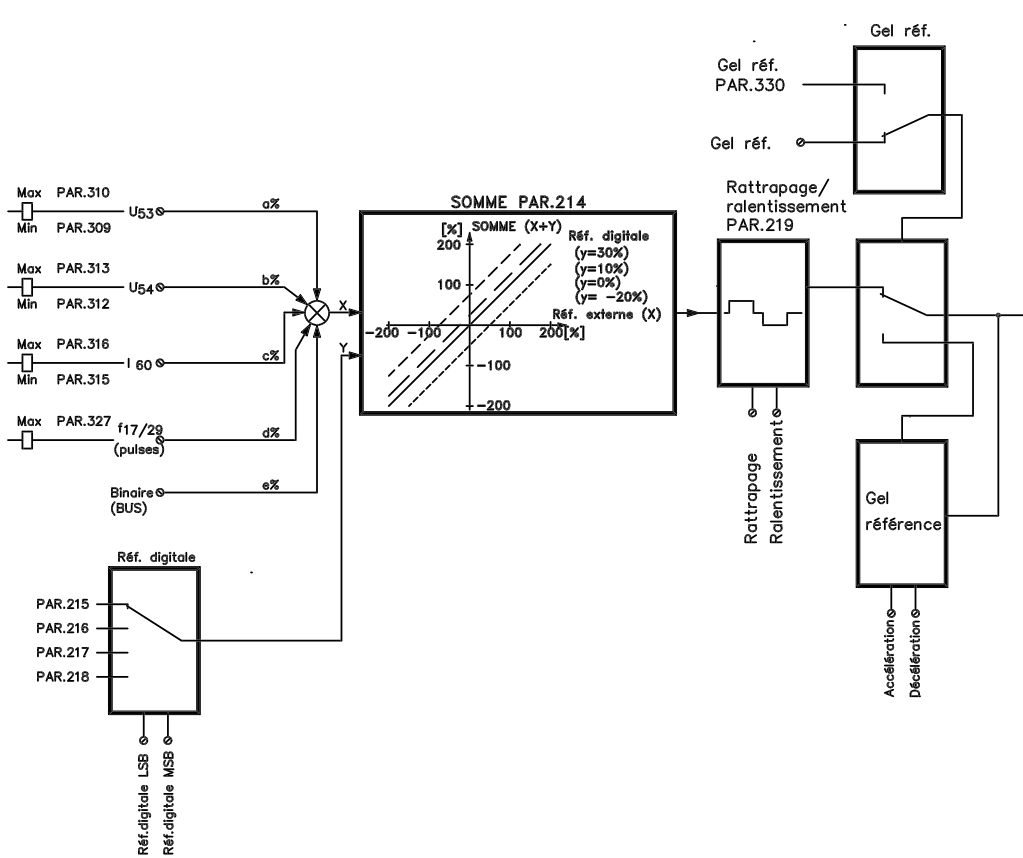 Gel réf.
Gel réf.
PAR.330
Gel réf.
Rattrapage/
ralentissement
PAR.219
Max PAR.310
U53
a%
Min PAR.309
Max PAR.313
U54
b%
Min PAR.312
Max PAR.316
I 60
c%
Min PAR.315
Max PAR.327
f17/29
(pulses)
d%
Binaire
(BUS)
e%
X
Y
SOMME PAR.214
[%] SOMME (X+Y)
200
100
-200 -100
100 200[%]
-100
-200
Réf. digitale
(y=30%)
(y=10%)
(y=0%)
(y= -20%)
Réf. externe (X)
Rattrapage
Ralentissement
Gel
référence
Accélération
Décélération
Réf. digitale
PAR.215
PAR.216
PAR.217
PAR.218
Réf.digitale LSB
Réf.digitale MSB